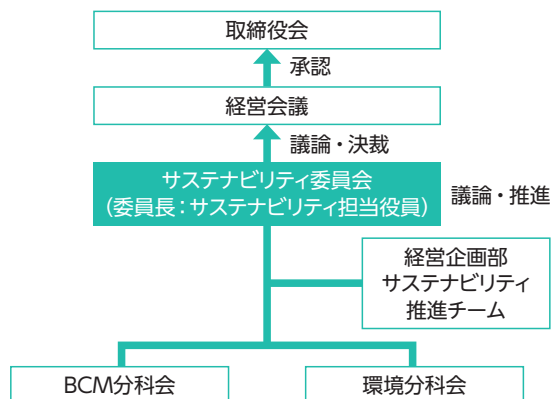 取締役会
承認
経営会議
議論・決裁
サステナビリティ委員会
（委員長：サステナビリティ担当役員）
議論・推進
経営企画部
サステナビリティ
推進チーム
BCM分科会
環境分科会